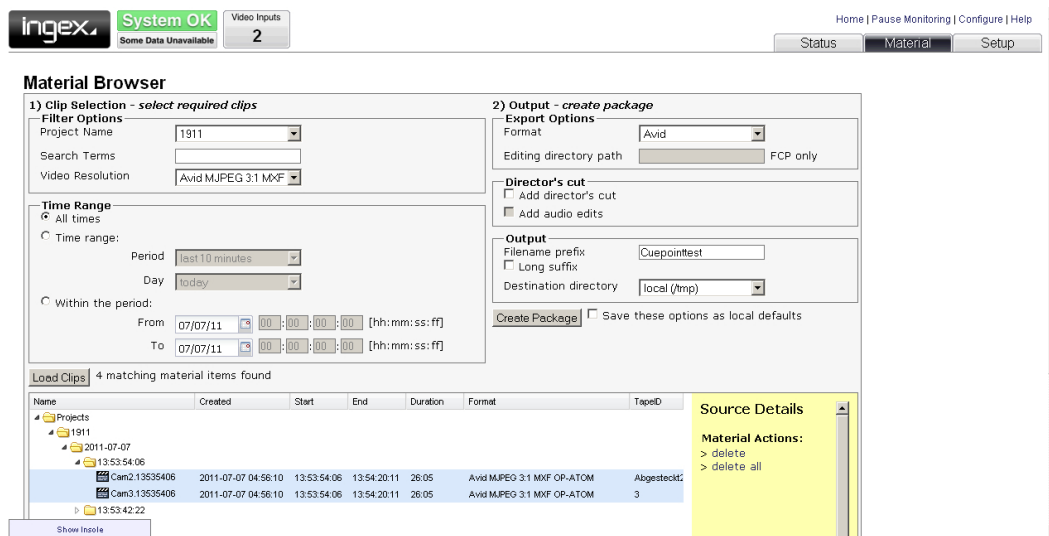 ingex.
System OK
Some Data Unavailable
Video Inputs
2
Home | Pause Monitoring | Configure | Help
Status
Material
Setup
Material Browser
1) Clip Selection - select required clips
Filter Options
Project Name
1911
Search Terms
Video Resolution
Avid MJPEG 3:1 MXF
Time Range
All times
Time range:
Period
last 10 minutes
Day
today
Within the period:
From
07/07/11
00 : 00 : 00 : 00 [hh:mm:ss:ff]
To
07/07/11
00 : 00 : 00 : 00 [hh:mm:ss:ff]
2) Output - create package
Export Options
Format
Avid
Editing directory path
FCP only
Director's cut
Add director's cut
Add audio edits
Output
Filename prefix
Cuepointtest
Long suffix
Destination directory
local (/tmp)
Create Package
Save these options as local defaults
Load Clips
4 matching material items found
Name Created Start End Duration Format TapeID
Projects
1911
2011-07-07
13:53:54:06
Cam2.13535406 2011-07-07 04:56:10 13:53:54:06 13:54:20:11 26:05 Avid MJPEG 3:1 MXF OP-ATOM Abgesteckt2
Cam3.13535406 2011-07-07 04:56:10 13:53:54:06 13:54:20:11 26:05 Avid MJPEG 3:1 MXF OP-ATOM 3
13:53:42:22
Source Details
Material Actions:
> delete
> delete all
Show Insole